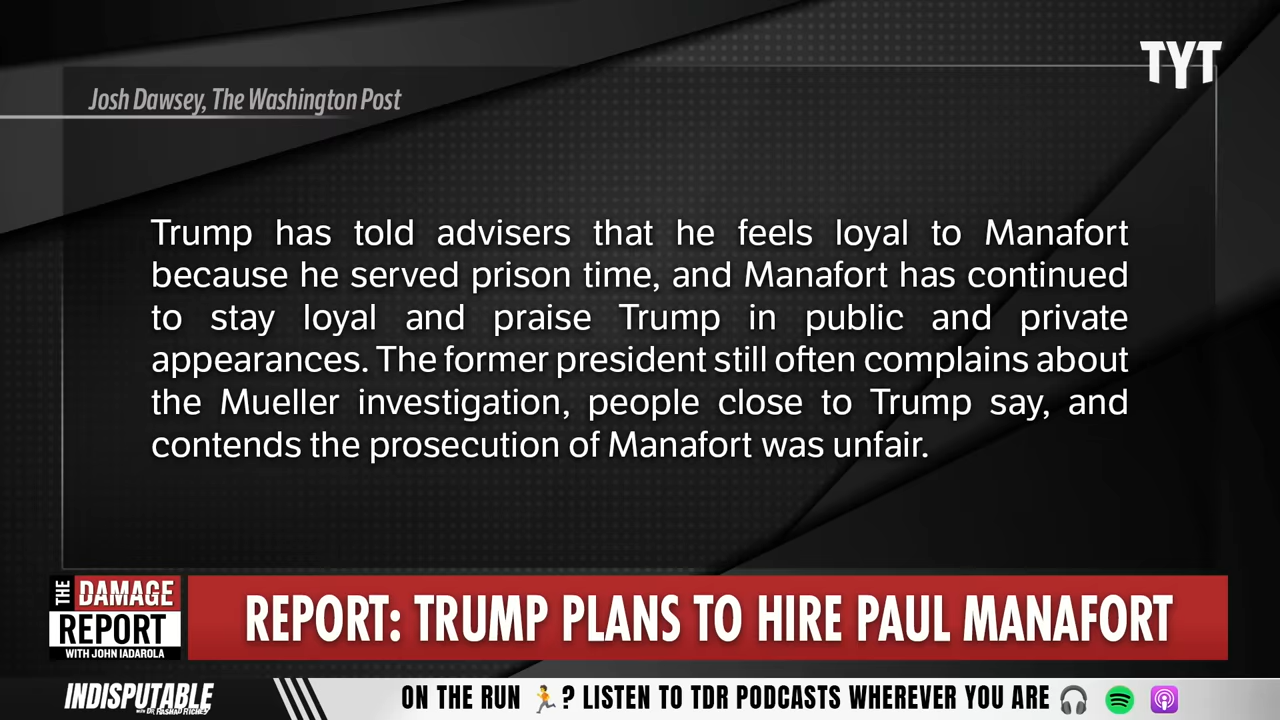 TYT
Josh Dawsey, The Washington Post
Trump has told advisers that he feels loyal to Manafort
because he served prison time, and Manafort has continued
to stay loyal and praise Trump in public and private
appearances. The former president still often complains about
the Mueller investigation, people close to Trump say, and
contends the prosecution of Manafort was unfair.
THE DAMAGE
REPORT
WITH JOHN IADAROLA
REPORT: TRUMP PLANS TO HIRE PAUL MANAFORT
INDISPUTABLE
WITH DR RASHAD RICHEY
ON THE RUN 🏃? LISTEN TO TDR PODCASTS WHEREVER YOU ARE 🎧